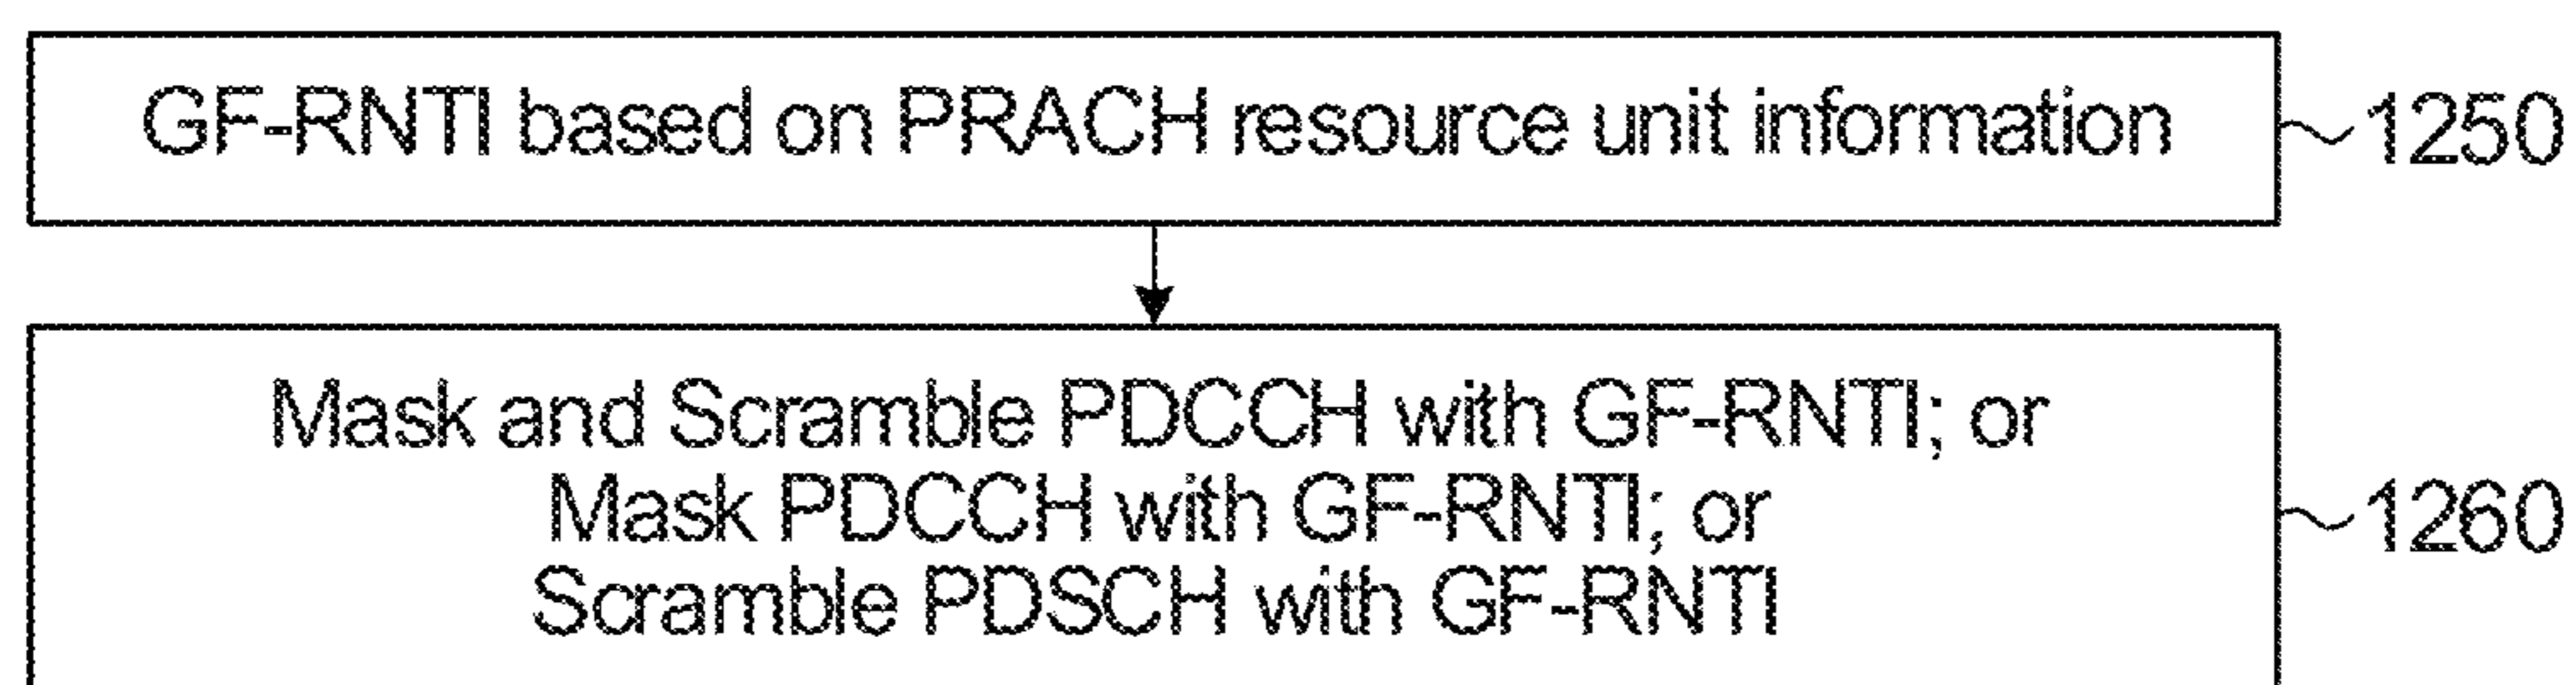 GF-RNTI based on PRACH resource unit information
1250
Mask and Scramble PDCCH with GF-RNTI; or
Mask PDCCH with GF-RNTI; or
1260
Scramble PDSCH with GF-RNTI